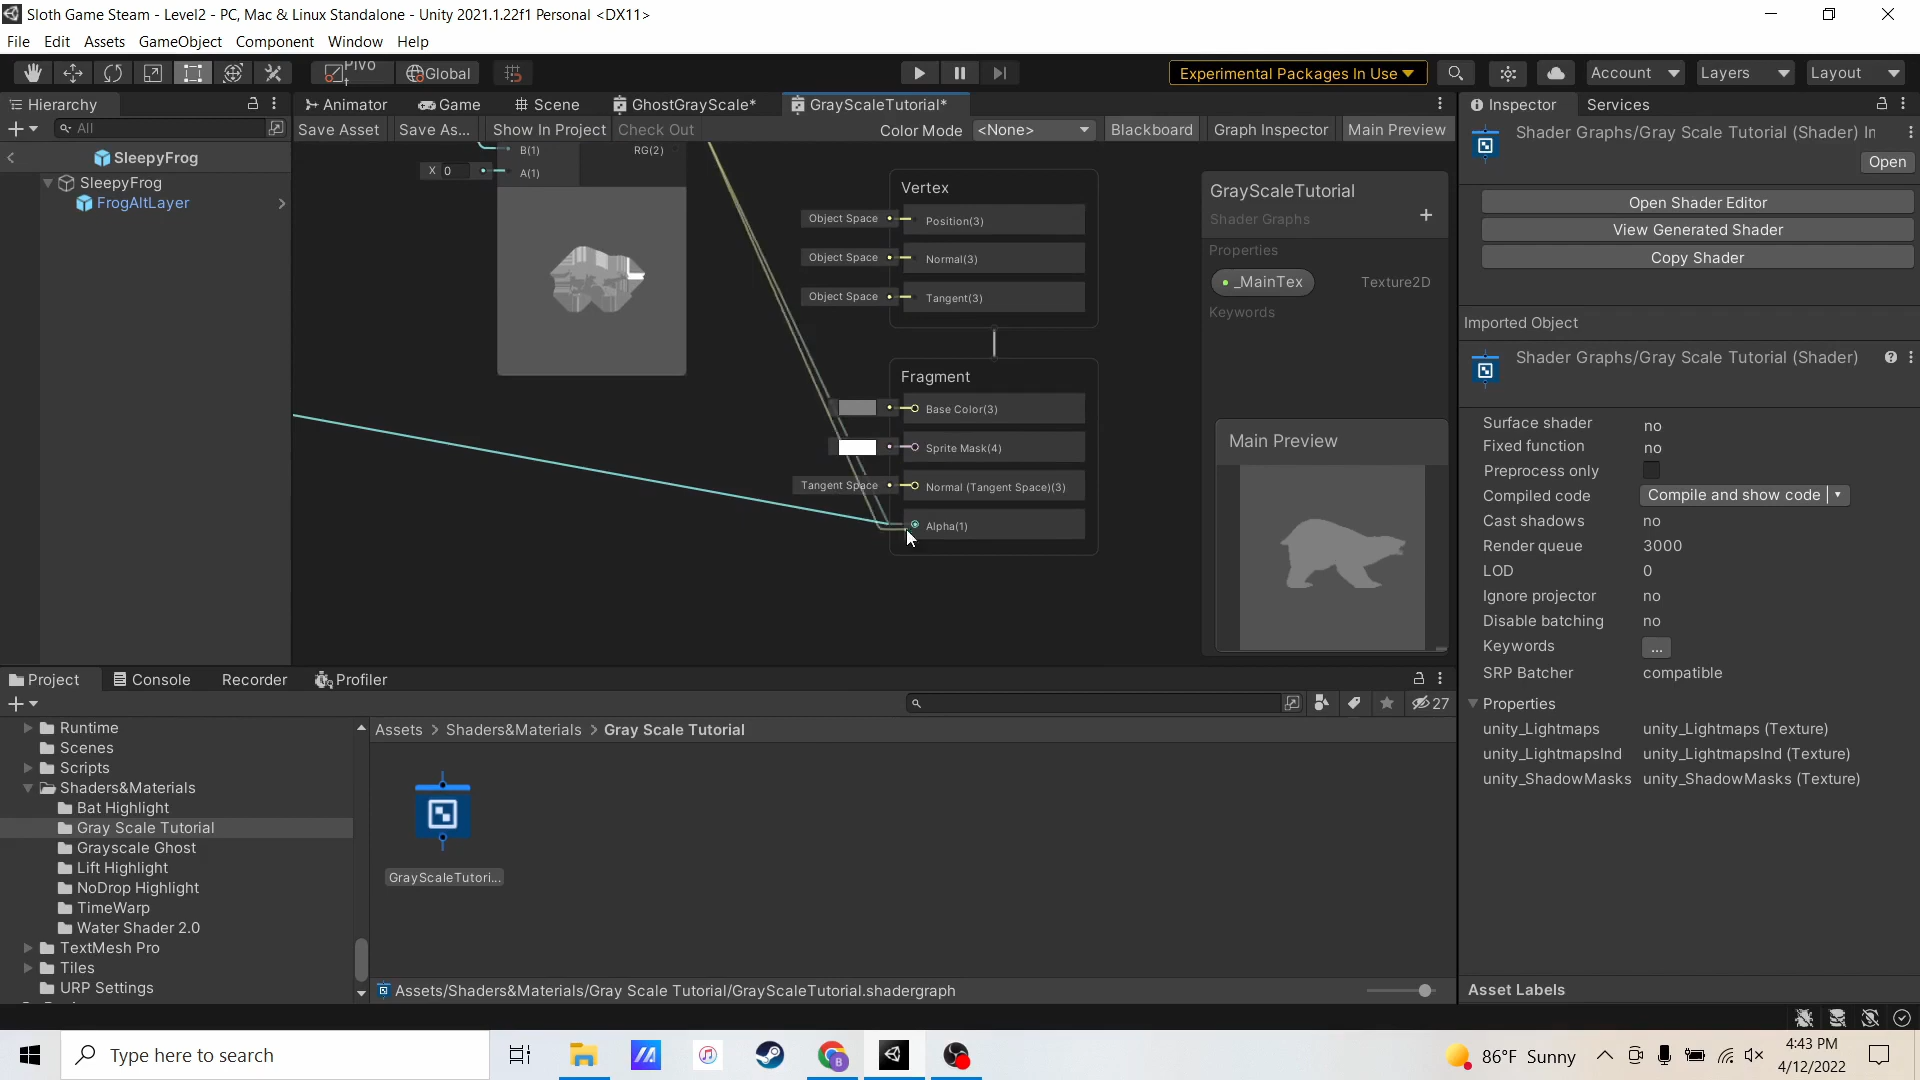 Sloth Game Steam - Level2 - PC, Mac & Linux Standalone - Unity 2021.1.22f1 Personal <DX11>
File Edit Assets GameObject Component Window Help
Pivot Global Experimental Packages In Use Account Layers Layout
Hierarchy Animator Game Scene GhostGrayScale* GrayScaleTutorial* Inspector Services
All Save Asset Save As... Show In Project Check Out Color Mode <None> Blackboard Graph Inspector Main Preview
Shader Graphs/Gray Scale Tutorial (Shader) In
Open
SleepyFrog
SleepyFrog
FrogAltLayer
B(1) RG(2)
X 0 A(1)
Vertex
Object Space Position(3)
Object Space Normal(3)
Object Space Tangent(3)
Fragment
Base Color(3)
Sprite Mask(4)
Tangent Space Normal (Tangent Space)(3)
Alpha(1)
GrayScaleTutorial
Shader Graphs
Properties
_MainTex Texture2D
Keywords
Main Preview
Open Shader Editor
View Generated Shader
Copy Shader
Imported Object
Shader Graphs/Gray Scale Tutorial (Shader)
Surface shader no
Fixed function no
Preprocess only
Compiled code Compile and show code
Cast shadows no
Render queue 3000
LOD 0
Ignore projector no
Disable batching no
Keywords ...
SRP Batcher compatible
Properties
unity_Lightmaps unity_Lightmaps (Texture)
unity_LightmapsInd unity_LightmapsInd (Texture)
unity_ShadowMasks unity_ShadowMasks (Texture)
Asset Labels
Project Console Recorder Profiler
27
Runtime
Scenes
Scripts
Shaders&Materials
Bat Highlight
Gray Scale Tutorial
Grayscale Ghost
Lift Highlight
NoDrop Highlight
TimeWarp
Water Shader 2.0
TextMesh Pro
Tiles
URP Settings
Assets > Shaders&Materials > Gray Scale Tutorial
GrayScaleTutori...
Assets/Shaders&Materials/Gray Scale Tutorial/GrayScaleTutorial.shadergraph
Type here to search
86°F Sunny
4:43 PM
4/12/2022